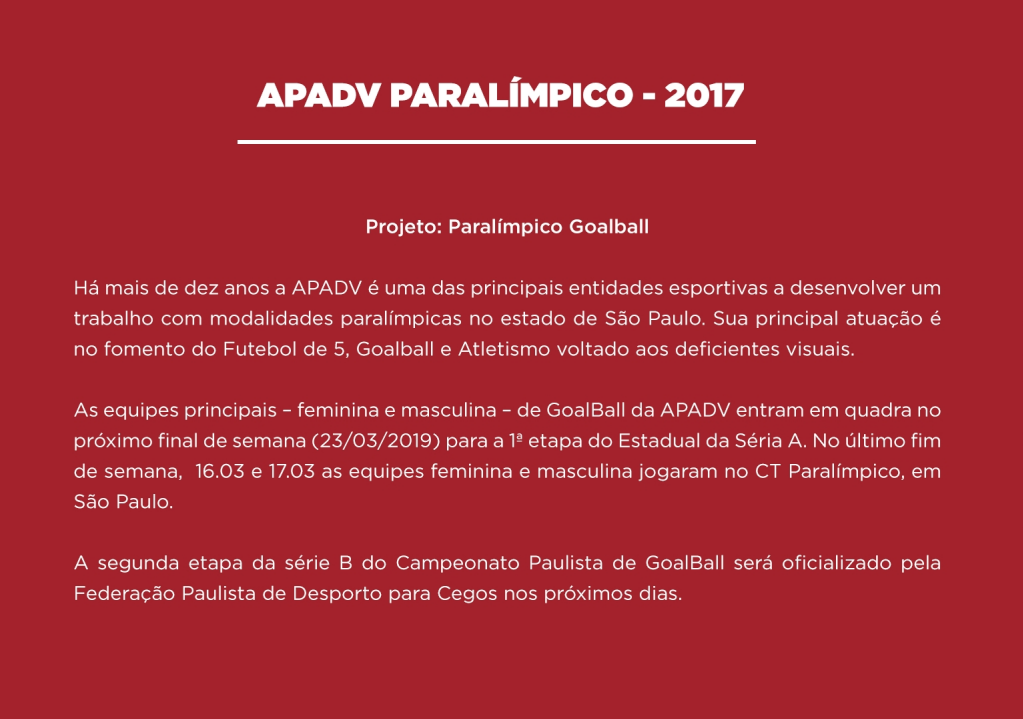 APADV PARALÍMPICO - 2017
Projeto: Paralímpico Goalball
Há mais de dez anos a APADV é uma das principais entidades esportivas a desenvolver um
trabalho com modalidades paralímpicas no estado de São Paulo. Sua principal atuação é
no fomento do Futebol de 5, Goalball e Atletismo voltado aos deficientes visuais.
As equipes principais – feminina e masculina – de GoalBall da APADV entram em quadra no
próximo final de semana (23/03/2019) para a 1ª etapa do Estadual da Séria A. No último fim
de semana,  16.03 e 17.03 as equipes feminina e masculina jogaram no CT Paralímpico, em
São Paulo.
A segunda etapa da série B do Campeonato Paulista de GoalBall será oficializado pela
Federação Paulista de Desporto para Cegos nos próximos dias.